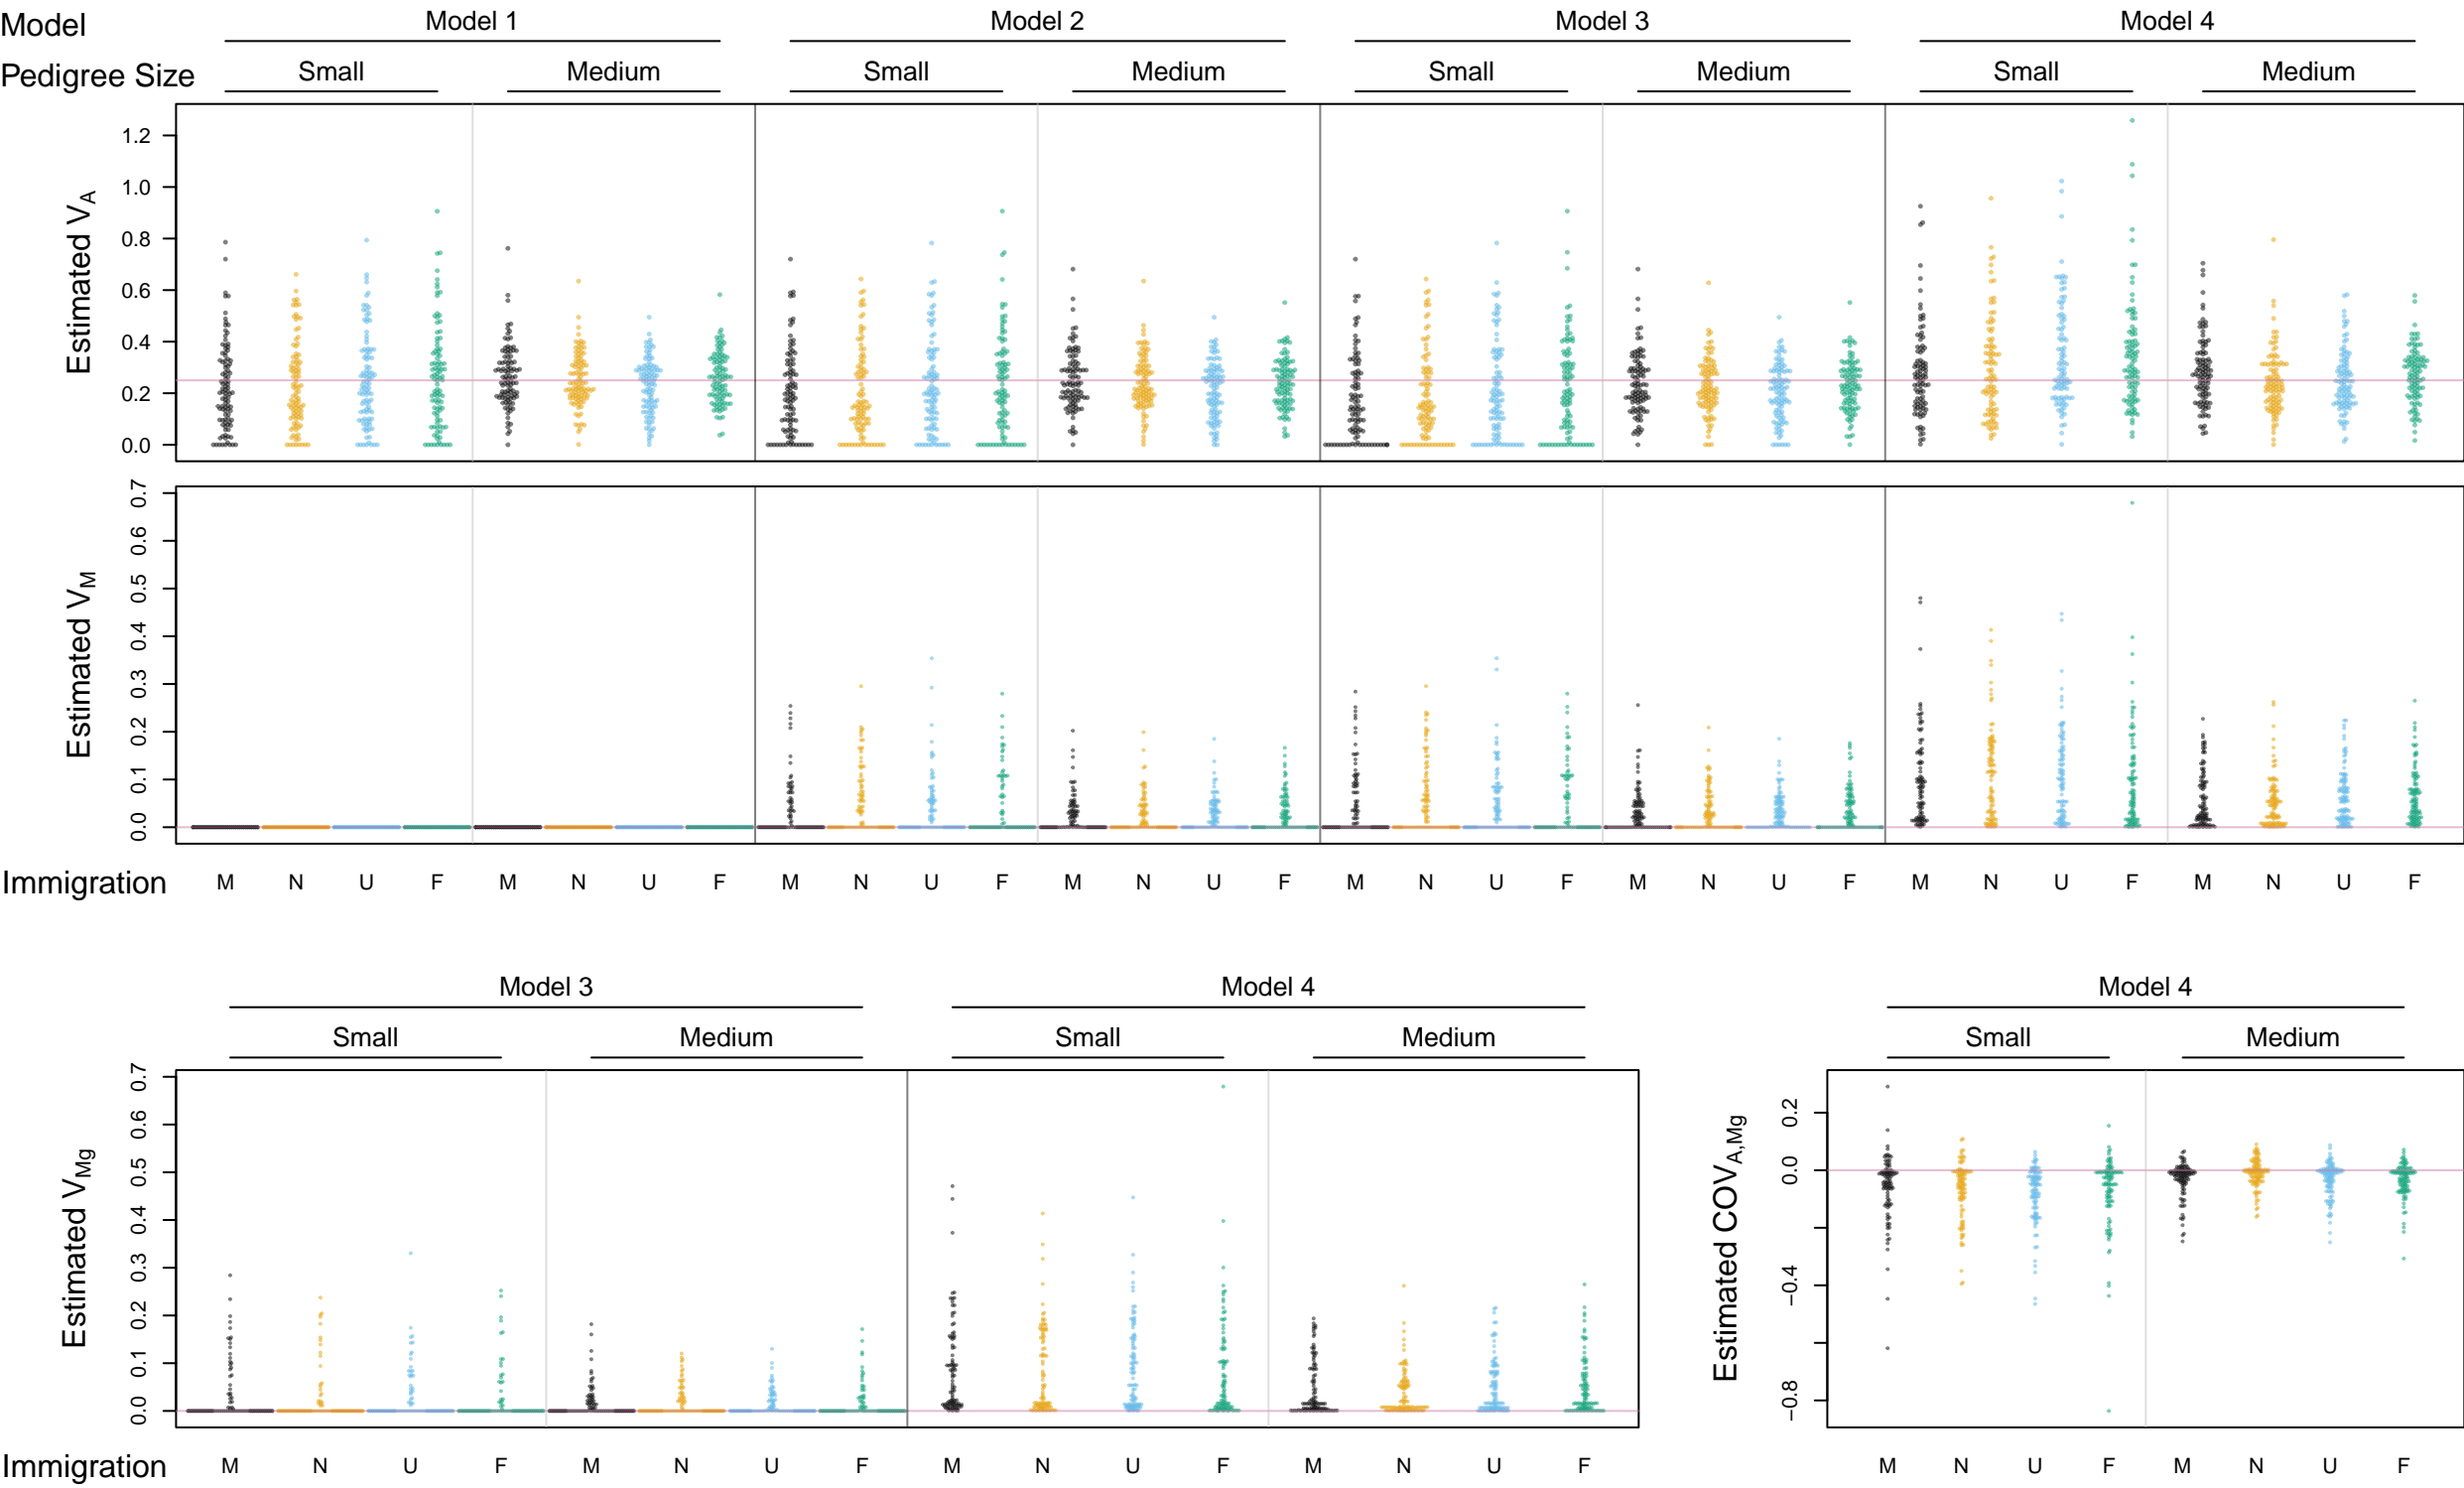 Model Model 1 Model 2 Model 3 Model 4
Pedigree Size Small Medium Small Medium Small Medium Small Medium
Estimated VA
1.2
1.0
0.8
0.6
0.4
0.2
0.0
Estimated VM
0.7
0.6
0.5
0.4
0.3
0.2
0.1
0.0
Immigration M N U F M N U F M N U F M N U F M N U F M N U F M N U F M N U F
Model 3 Model 4
Small Medium Small Medium
Estimated VMg
0.7
0.6
0.5
0.4
0.3
0.2
0.1
0.0
Immigration M N U F M N U F M N U F M N U F
Model 4
Small Medium
Estimated COVA,Mg
0.2
0.0
−0.4
−0.8
M N U F M N U F